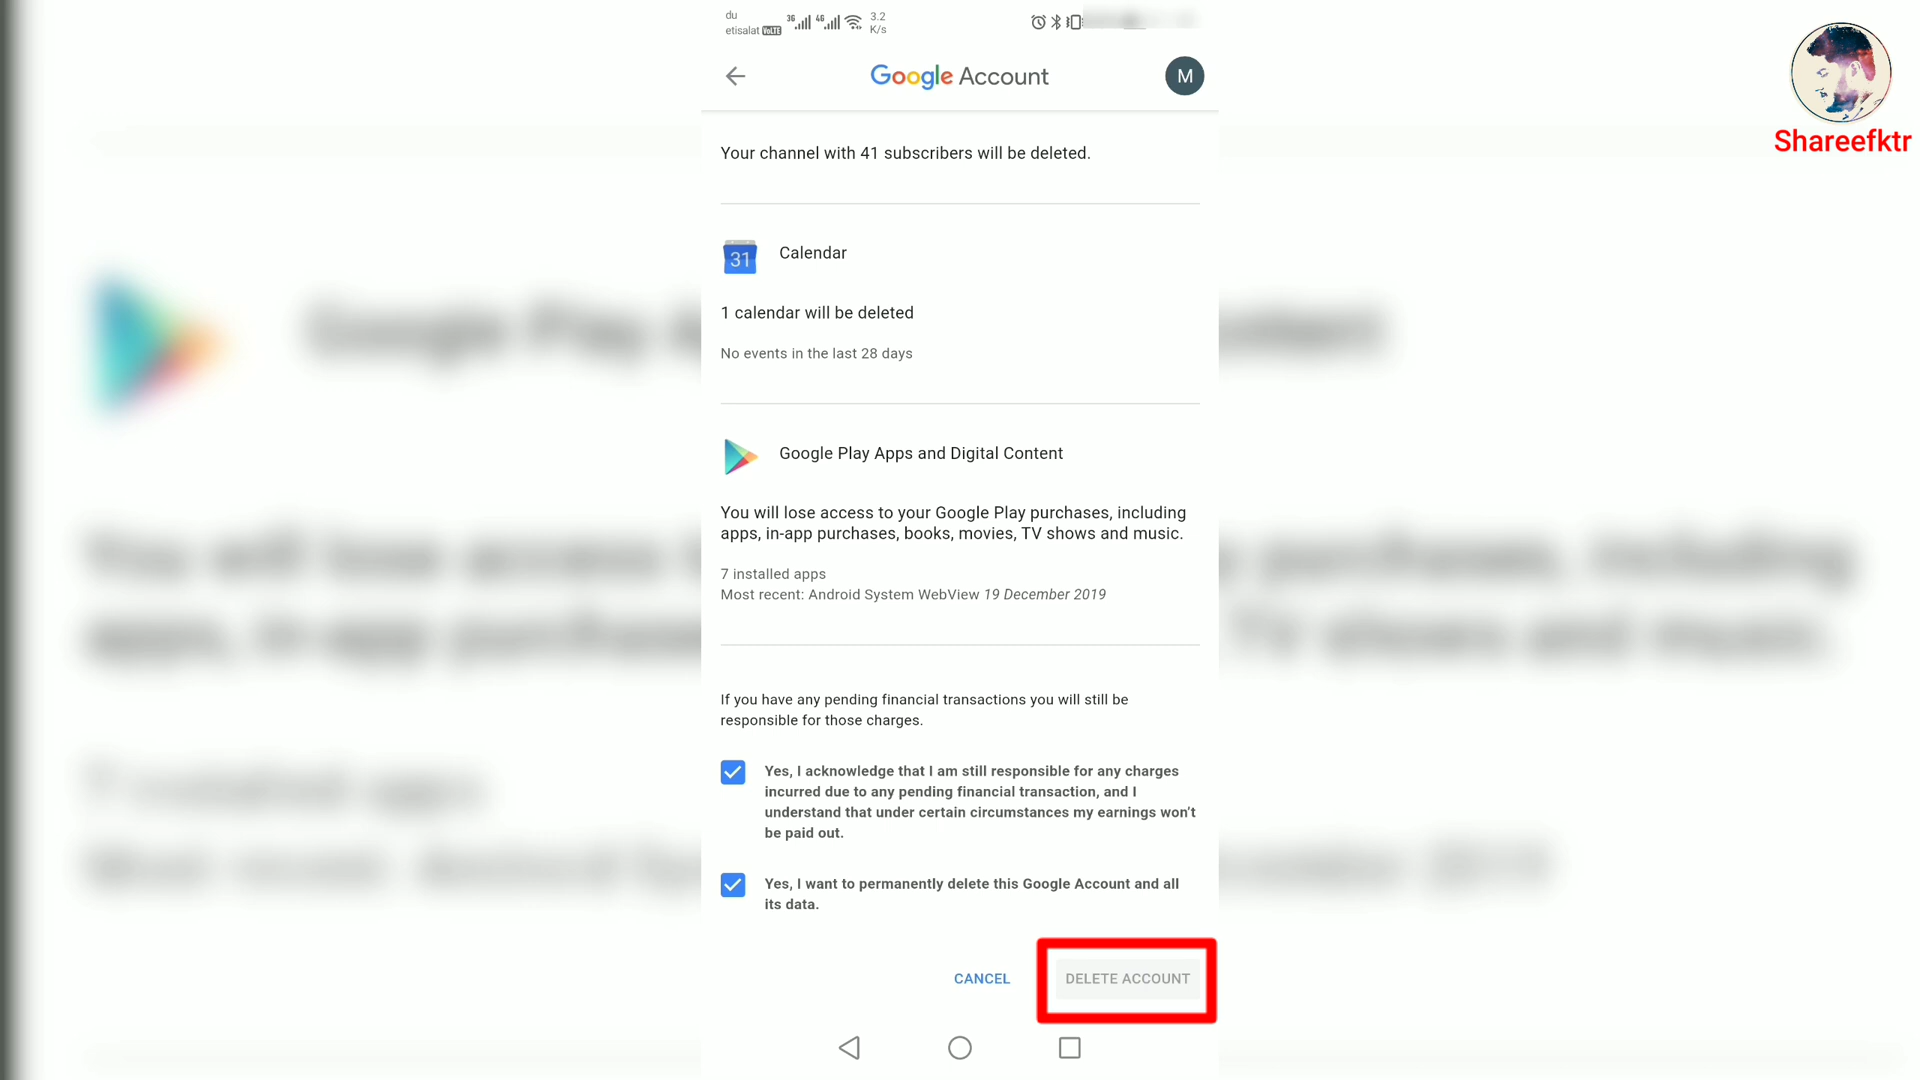 du
etisalat VoLTE
3G 4G 3.2
K/s
Google Account
M
Shareefktr
Your channel with 41 subscribers will be deleted.
31
Calendar
1 calendar will be deleted
No events in the last 28 days
Google Play Apps and Digital Content
You will lose access to your Google Play purchases, including
apps, in-app purchases, books, movies, TV shows and music.
7 installed apps
Most recent: Android System WebView 19 December 2019
If you have any pending financial transactions you will still be
responsible for those charges.
Yes, I acknowledge that I am still responsible for any charges
incurred due to any pending financial transaction, and I
understand that under certain circumstances my earnings won't
be paid out.
Yes, I want to permanently delete this Google Account and all
its data.
CANCEL
DELETE ACCOUNT